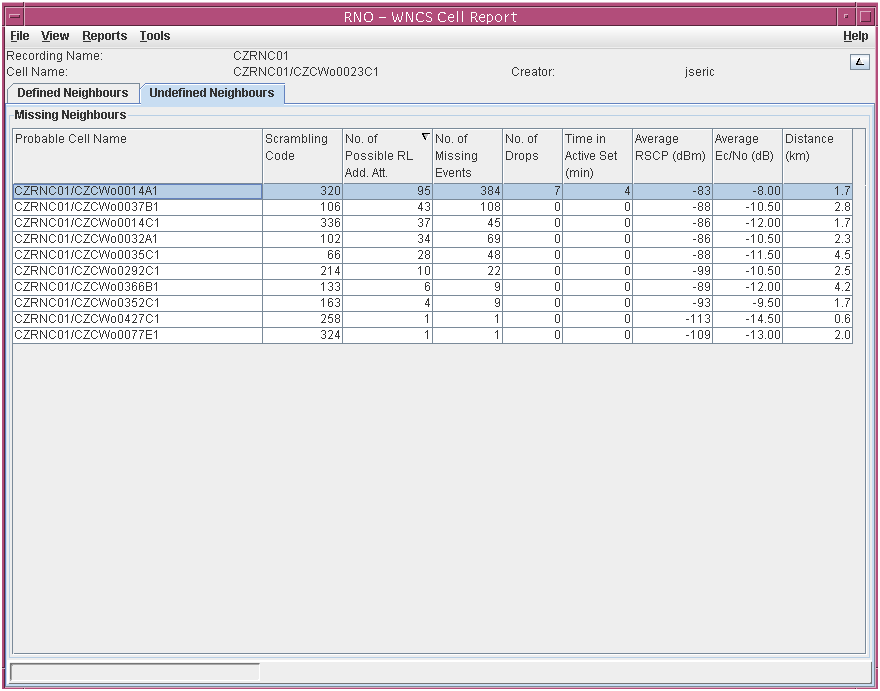 RNO – WNCS Cell Report
File View Reports Tools Help
Recording Name: CZRNC01
Cell Name: CZRNC01/CZCWo0023C1 Creator: jseric
Defined Neighbours Undefined Neighbours
Missing Neighbours
Probable Cell Name Scrambling No. of No. of No. of Time in Average Average Distance
Code Possible RL Missing Drops Active Set RSCP (dBm) Ec/No (dB) (km)
Add. Att. Events (min)
CZRNC01/CZCWo0014A1 320 95 384 7 4 -83 -8.00 1.7
CZRNC01/CZCWo0037B1 106 43 108 0 0 -88 -10.50 2.8
CZRNC01/CZCWo0014C1 336 37 45 0 0 -86 -12.00 1.7
CZRNC01/CZCWo0032A1 102 34 69 0 0 -86 -10.50 2.3
CZRNC01/CZCWo0035C1 66 28 48 0 0 -88 -11.50 4.5
CZRNC01/CZCWo0292C1 214 10 22 0 0 -99 -10.50 2.5
CZRNC01/CZCWo0366B1 133 6 9 0 0 -89 -12.00 4.2
CZRNC01/CZCWo0352C1 163 4 9 0 0 -93 -9.50 1.7
CZRNC01/CZCWo0427C1 258 1 1 0 0 -113 -14.50 0.6
CZRNC01/CZCWo0077E1 324 1 1 0 0 -109 -13.00 2.0